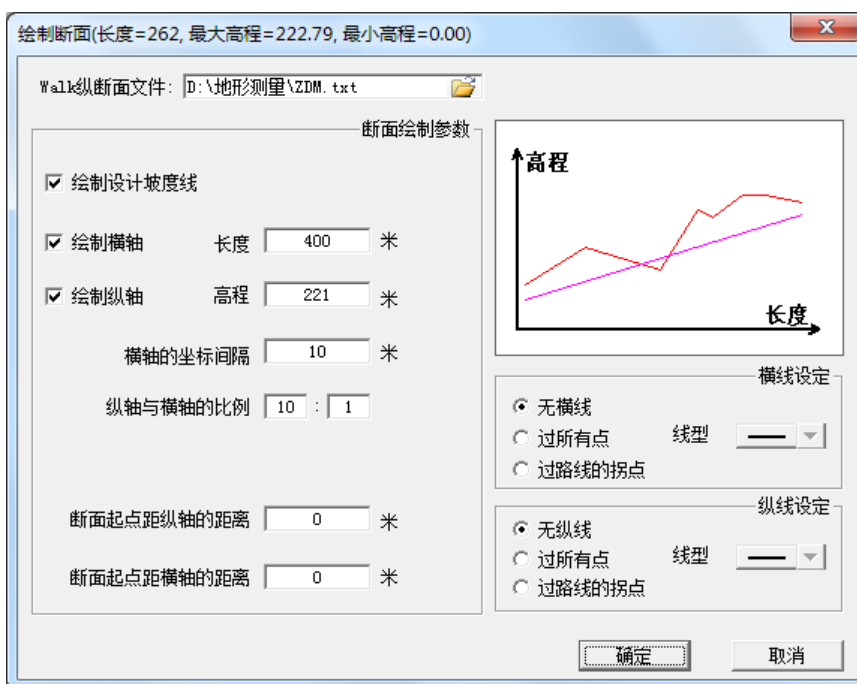 绘制断面(长度=262, 最大高程=222.79, 最小高程=0.00)
Walk纵断面文件: D:\地形测量\ZDM.txt
断面绘制参数
绘制设计坡度线
绘制横轴 长度 400 米
绘制纵轴 高程 221 米
横轴的坐标间隔 10 米
纵轴与横轴的比例 10 : 1
断面起点距纵轴的距离 0 米
断面起点距横轴的距离 0 米
高程
长度
横线设定
无横线
过所有点 线型
过路线的拐点
纵线设定
无纵线
过所有点 线型
过路线的拐点
确定 取消